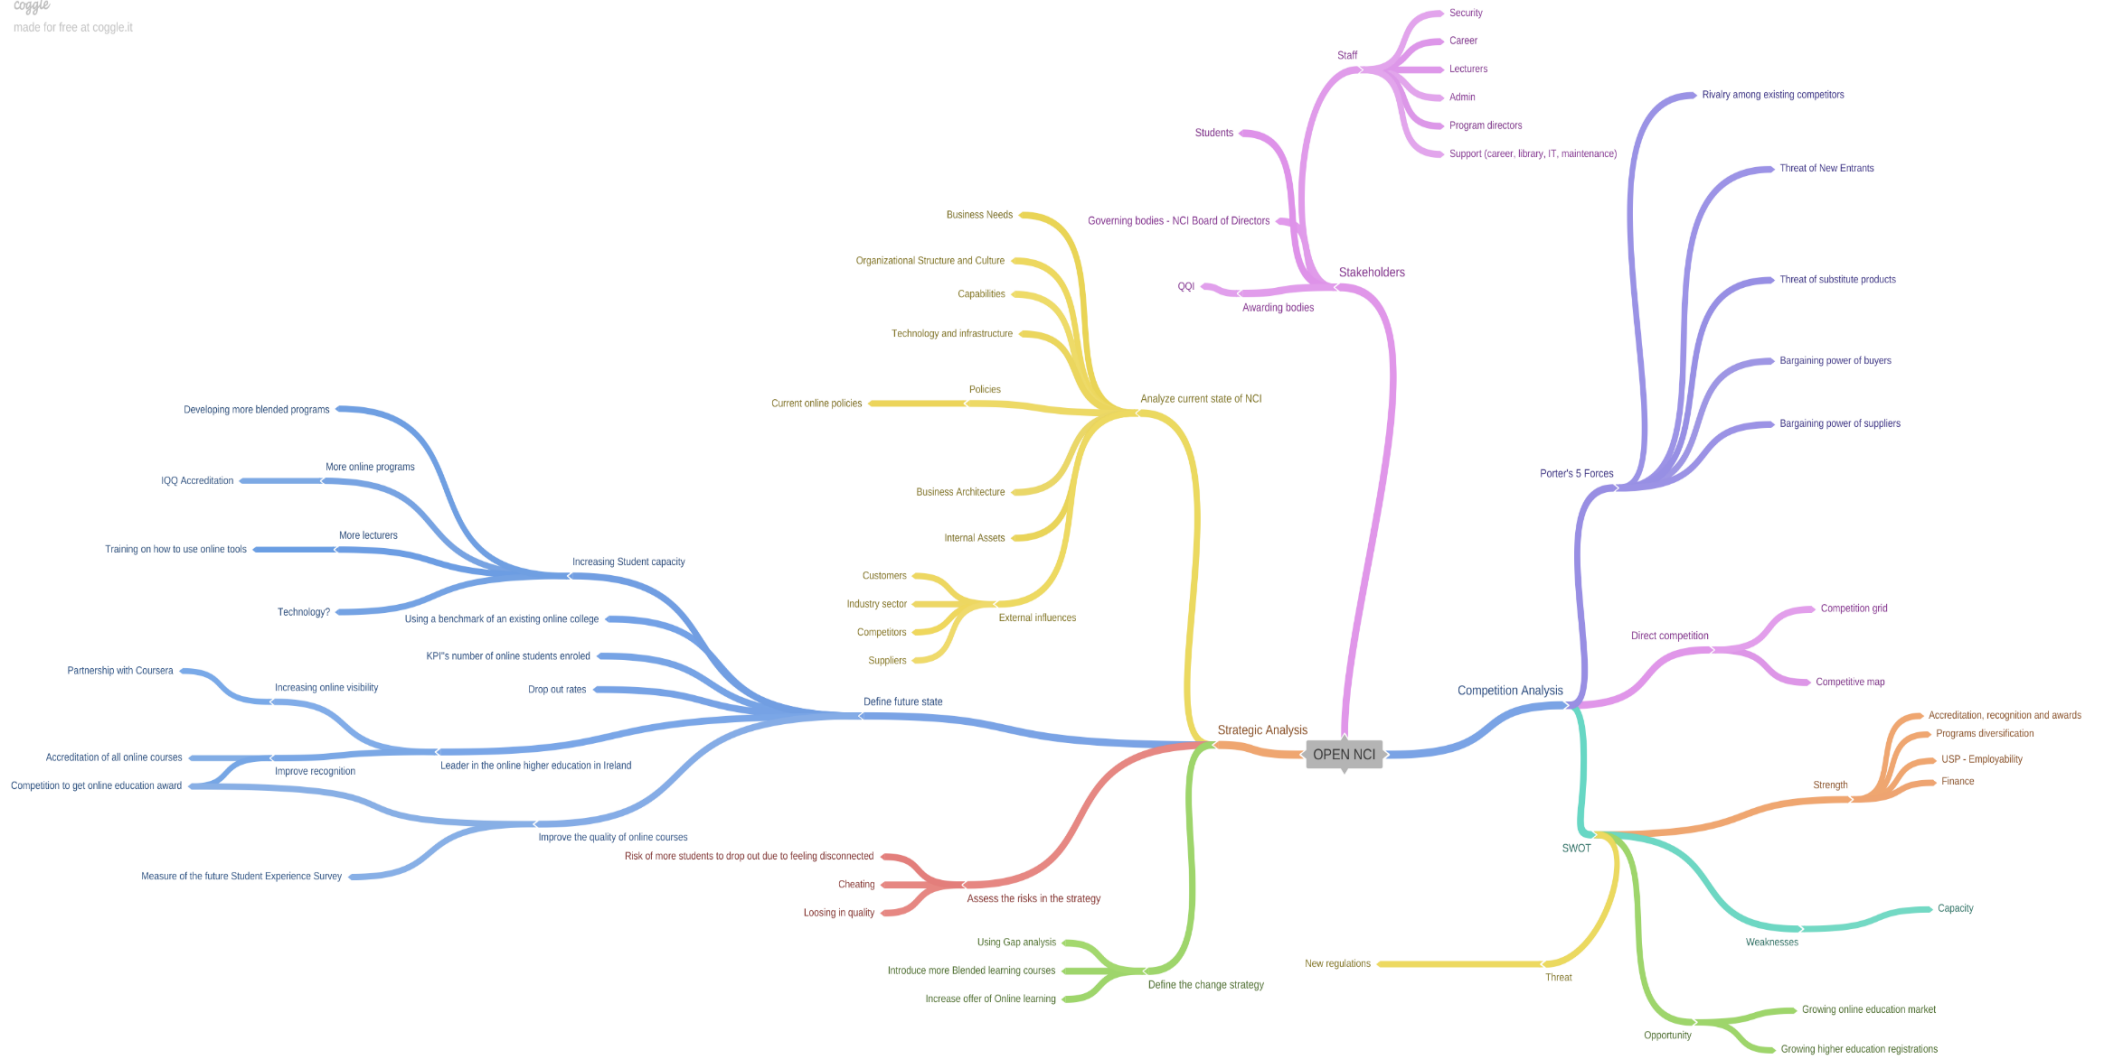 coggle
made for free at coggle.it
Security
Career
Lecturers
Admin
Program directors
Support (career, library, IT, maintenance)
Staff
Students
Governing bodies - NCI Board of Directors
QQI
Awarding bodies
Stakeholders
Business Needs
Organizational Structure and Culture
Capabilities
Technology and infrastructure
Policies
Current online policies
Analyze current state of NCI
Business Architecture
Internal Assets
Customers
Industry sector
Competitors
Suppliers
External influences
Developing more blended programs
More online programs
IQQ Accreditation
More lecturers
Training on how to use online tools
Technology?
Increasing Student capacity
Using a benchmark of an existing online college
KPI"s number of online students enroled
Drop out rates
Partnership with Coursera
Increasing online visibility
Accreditation of all online courses
Improve recognition
Competition to get online education award
Leader in the online higher education in Ireland
Improve the quality of online courses
Measure of the future Student Experience Survey
Define future state
Strategic Analysis
OPEN NCI
Risk of more students to drop out due to feeling disconnected
Cheating
Loosing in quality
Assess the risks in the strategy
Using Gap analysis
Introduce more Blended learning courses
Increase offer of Online learning
Define the change strategy
Rivalry among existing competitors
Threat of New Entrants
Threat of substitute products
Bargaining power of buyers
Bargaining power of suppliers
Porter's 5 Forces
Competition grid
Direct competition
Competitive map
Competition Analysis
Accreditation, recognition and awards
Programs diversification
USP - Employability
Finance
Strength
SWOT
Capacity
Weaknesses
New regulations
Threat
Growing online education market
Opportunity
Growing higher education registrations